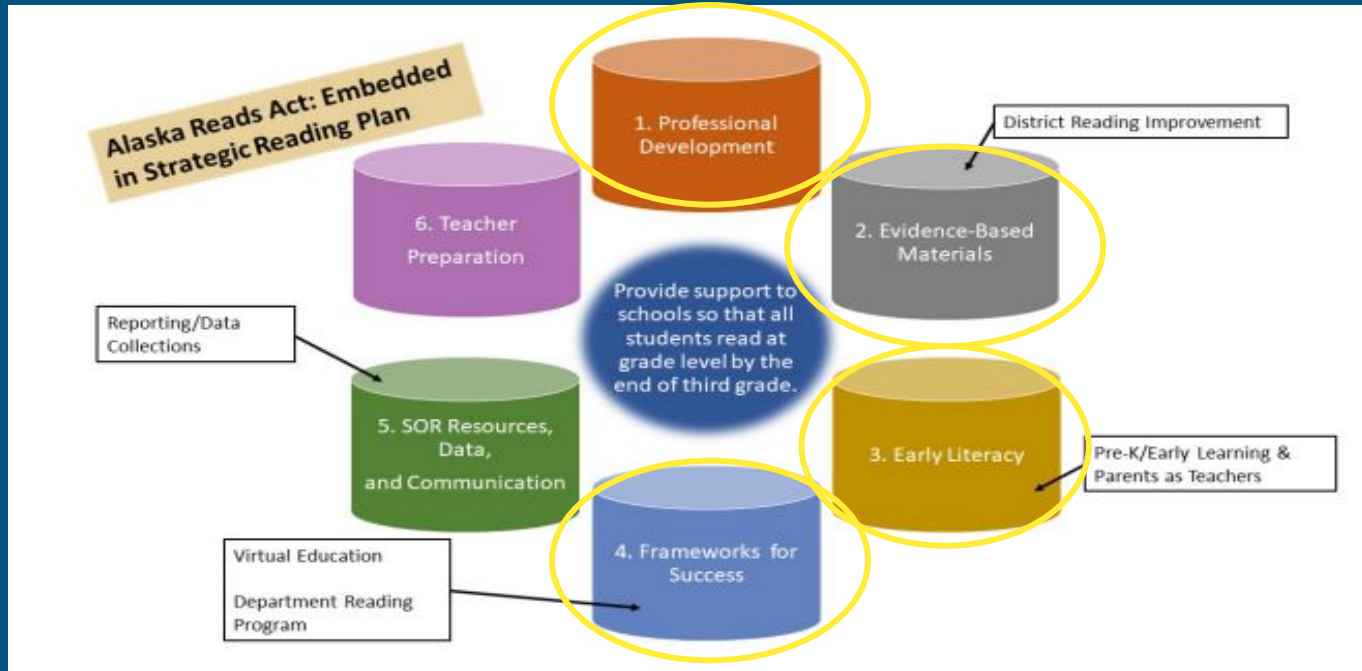 Alaska Reads Act: Embedded
in Strategic Reading Plan
1. Professional
Development
District Reading Improvement
2. Evidence-Based
Materials
6. Teacher
Preparation
Provide support to
schools so that all
students read at
grade level by the
end of third grade.
Reporting/Data
Collections
5. SOR Resources,
Data,
and Communication
3. Early Literacy
Pre-K/Early Learning &
Parents as Teachers
4. Frameworks for
Success
Virtual Education
Department Reading
Program